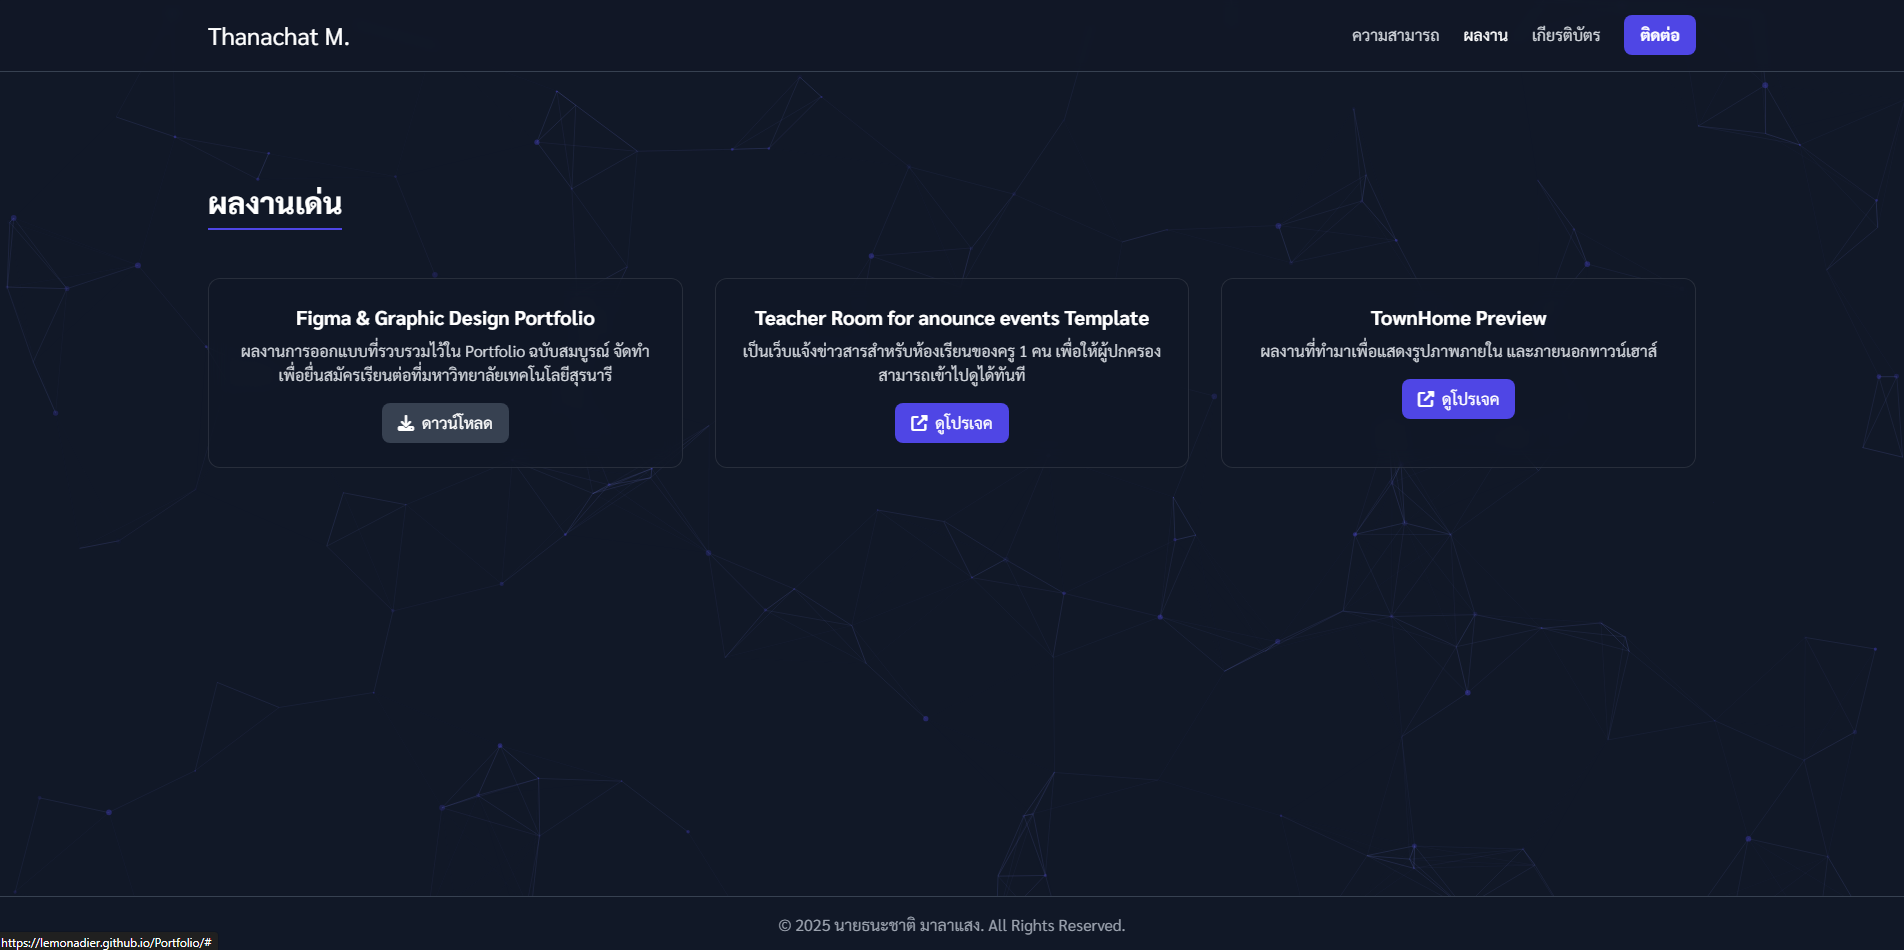 Thanachat M.
ความสามารถ
ผลงาน
เกียรติบัตร
ติดต่อ
ผลงานเด่น
Figma & Graphic Design Portfolio
ผลงานการออกแบบที่รวบรวมไว้ใน Portfolio ฉบับสมบูรณ์ จัดทำ
เพื่อยื่นสมัครเรียนต่อที่มหาวิทยาลัยเทคโนโลยีสุรนารี
ดาวน์โหลด
Teacher Room for anounce events Template
เป็นเว็บแจ้งข่าวสารสำหรับห้องเรียนของครู 1 คน เพื่อให้ผู้ปกครอง
สามารถเข้าไปดูได้ทันที
ดูโปรเจค
TownHome Preview
ผลงานที่ทำมาเพื่อแสดงรูปภาพภายใน และภายนอกทาวน์เฮาส์
ดูโปรเจค
© 2025 นายธนะชาติ มาลาแสง. All Rights Reserved.
https://lemonadier.github.io/Portfolio/#